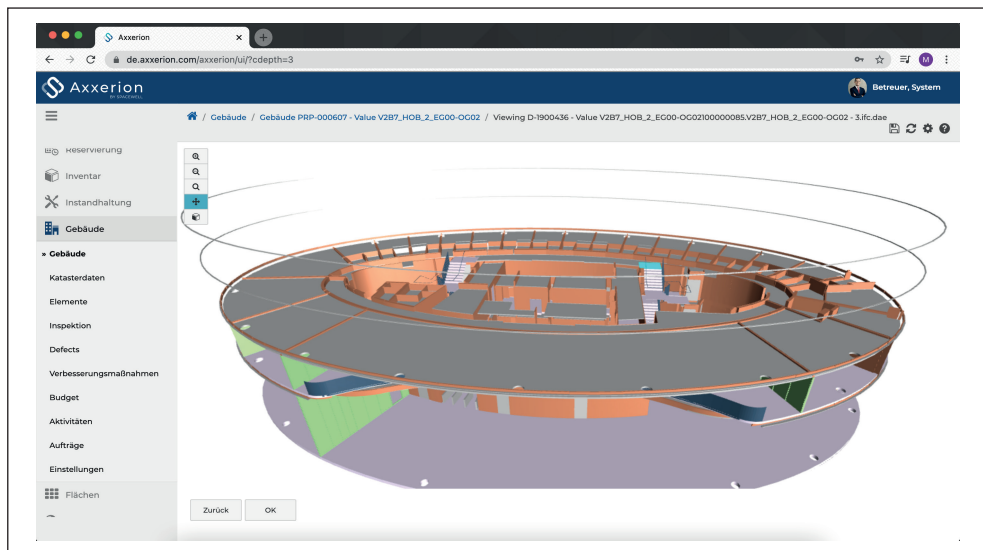 Axxerion
de.axxerion.com/axxerion/ui/?cdepth=3
M
Axxerion
BY SPACEWELL
Betreuer, System
/ Gebäude / Gebäude PRP-000607 - Value V2B7_HOB_2_EG00-OG02 / Viewing D-1900436 - Value V2B7_HOB_2_EG00-OG02100000085.V2B7_HOB_2_EG00-OG02 - 3.ifc.dae
Reservierung
Inventar
Instandhaltung
Gebäude
» Gebäude
Katasterdaten
Elemente
Inspektion
Defects
Verbesserungsmaßnahmen
Budget
Aktivitäten
Aufträge
Einstellungen
Flächen
Zurück OK